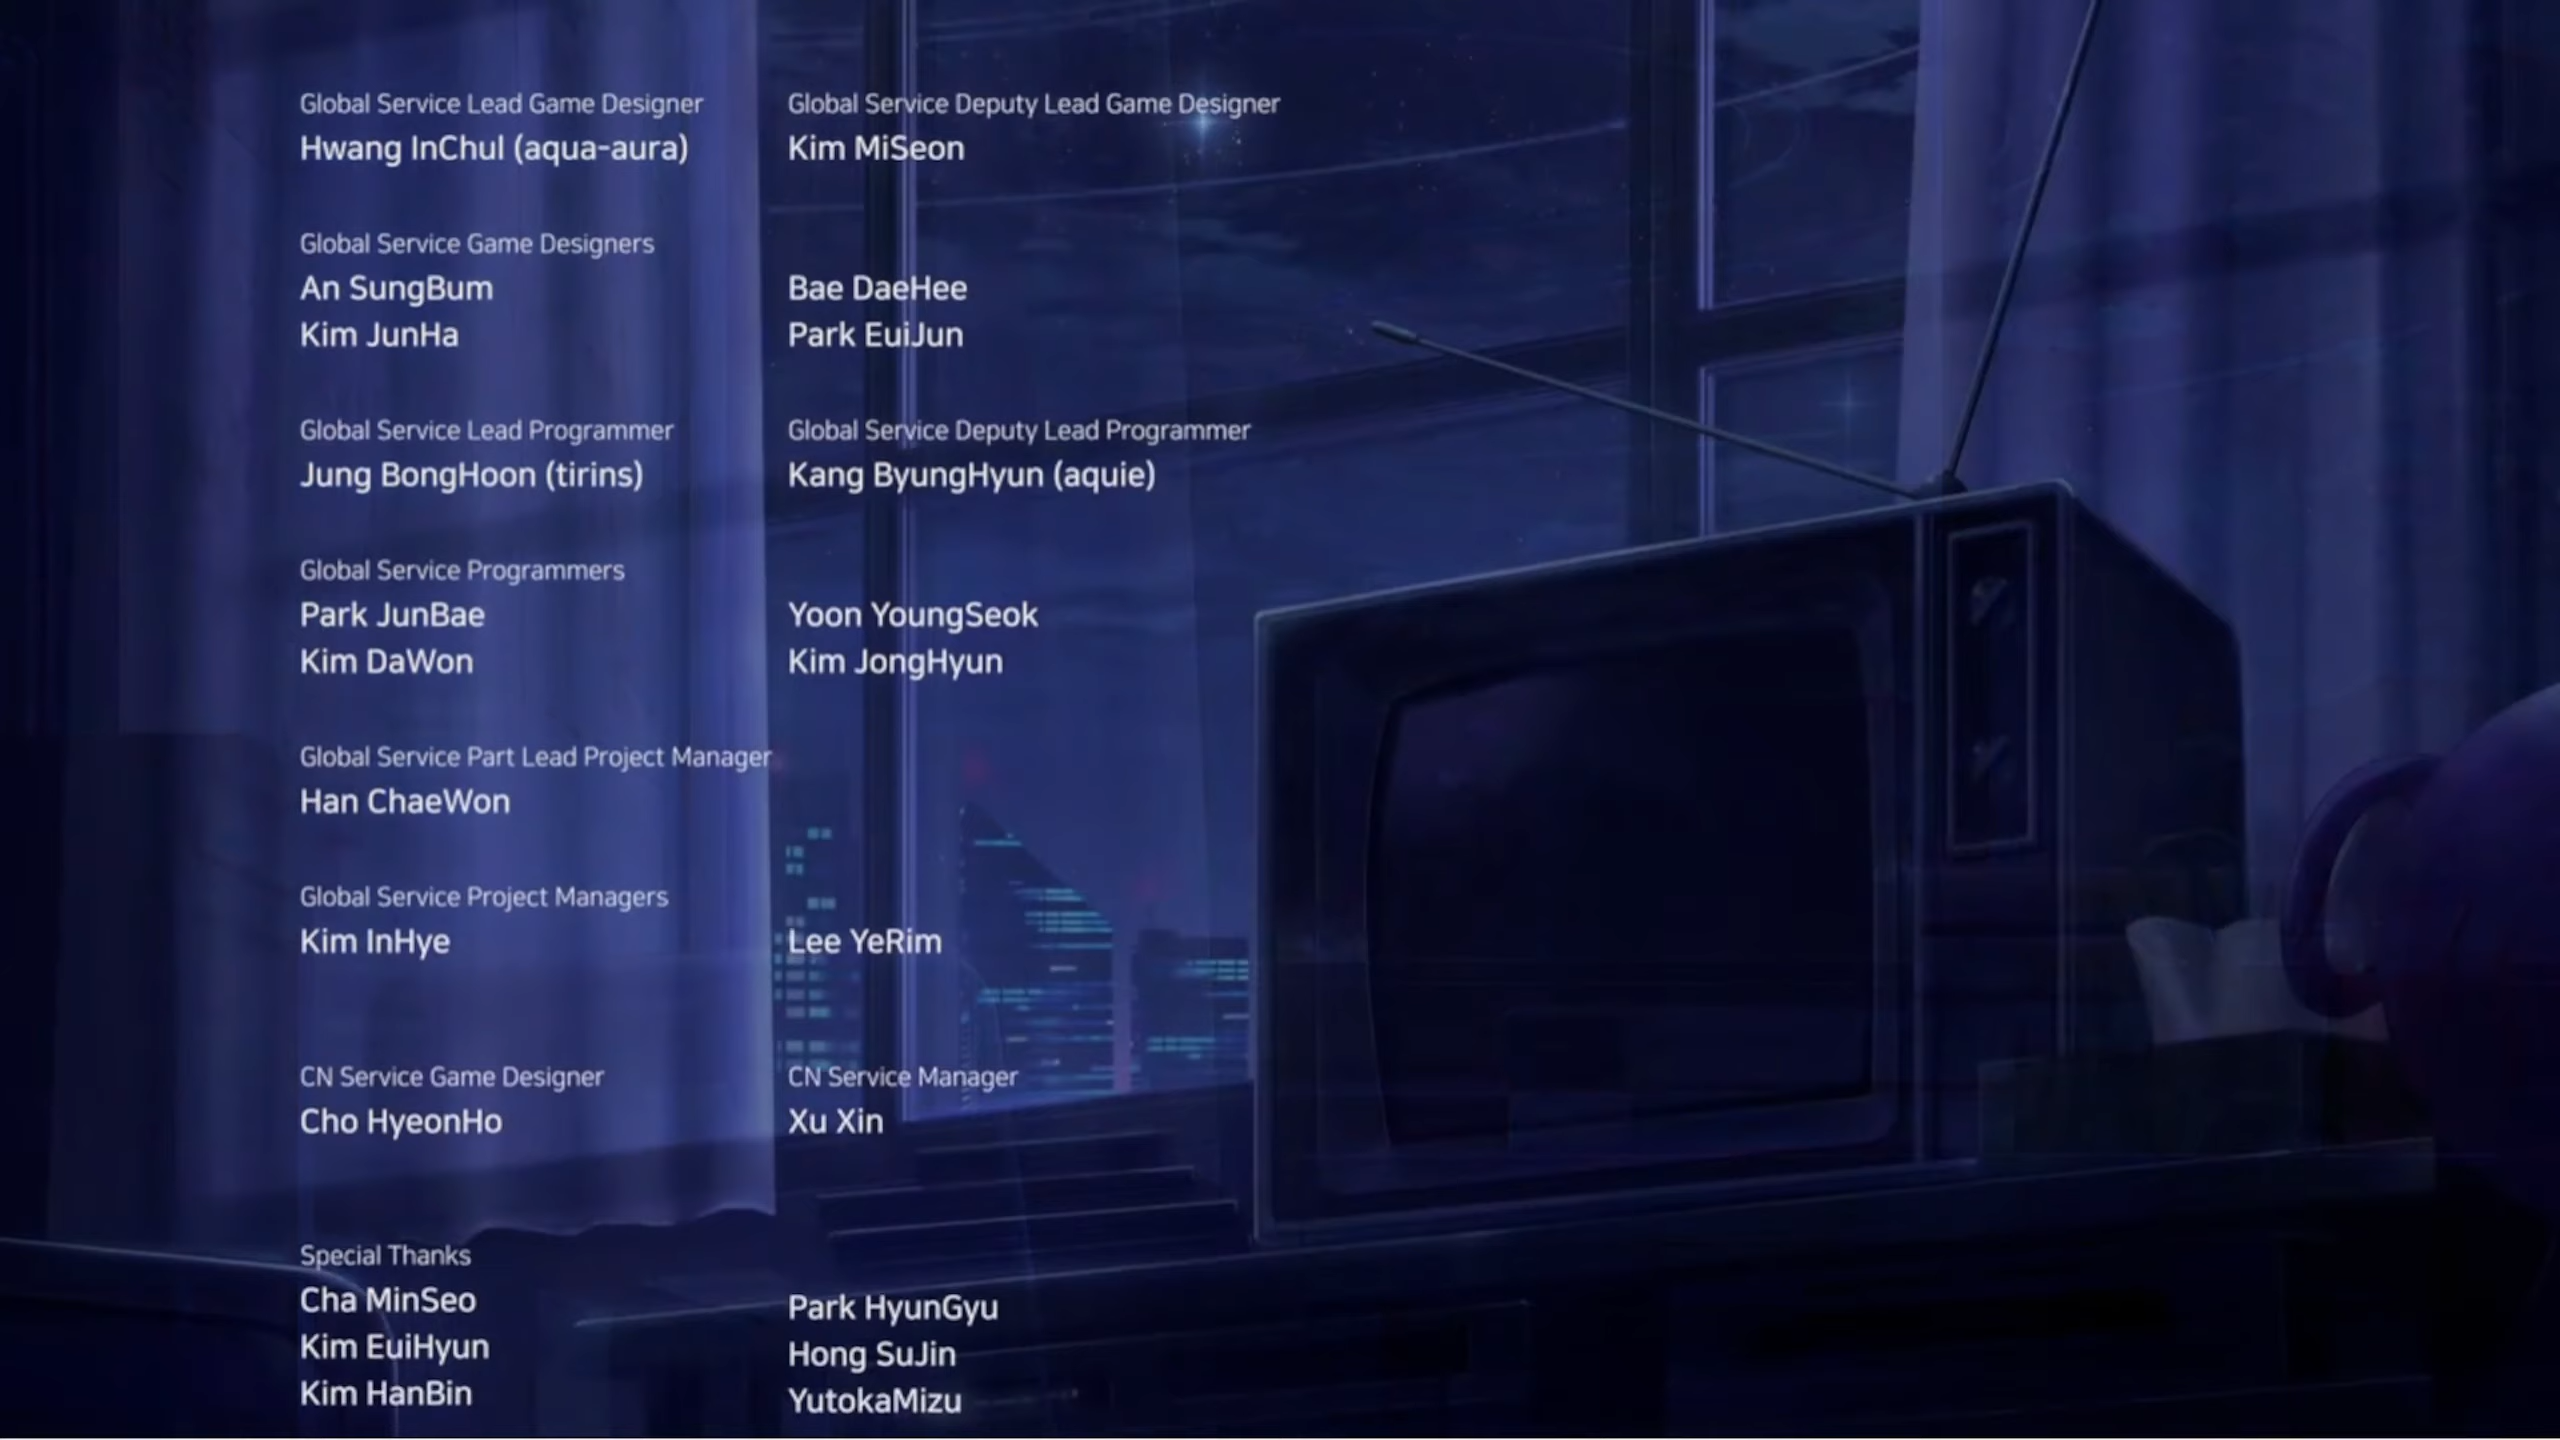 Global Service Lead Game Designer
Hwang InChul (aqua-aura)
Global Service Deputy Lead Game Designer
Kim MiSeon
Global Service Game Designers
An SungBum
Bae DaeHee
Kim JunHa
Park EuiJun
Global Service Lead Programmer
Jung BongHoon (tirins)
Global Service Deputy Lead Programmer
Kang ByungHyun (aquie)
Global Service Programmers
Park JunBae
Yoon YoungSeok
Kim DaWon
Kim JongHyun
Global Service Part Lead Project Manager
Han ChaeWon
Global Service Project Managers
Kim InHye
Lee YeRim
CN Service Game Designer
Cho HyeonHo
CN Service Manager
Xu Xin
Special Thanks
Cha MinSeo
Park HyunGyu
Kim EuiHyun
Hong SuJin
Kim HanBin
YutokaMizu